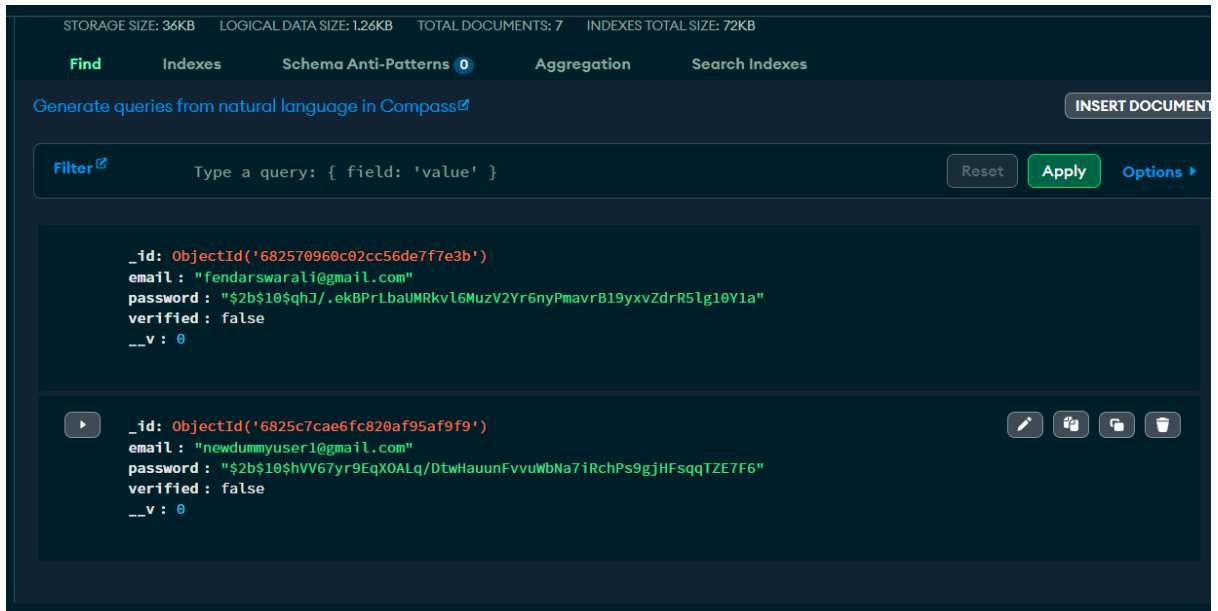 STORAGE SIZE: 36KB LOGICAL DATA SIZE: 1.26KB TOTAL DOCUMENTS: 7 INDEXES TOTAL SIZE: 72KB
Find Indexes Schema Anti-Patterns 0 Aggregation Search Indexes
Generate queries from natural language in Compass
INSERT DOCUMENT
Filter Type a query: { field: 'value' } Reset Apply Options
_id: ObjectId('682570960c02cc56de7f7e3b')
email : "fendarswarali@gmail.com"
password : "$2b$10$qhJ/.ekBPrLbaUMRkvl6MuzV2Yr6nyPmavrB19yxvZdrR5lg10Y1a"
verified : false
__v : 0
_id: ObjectId('6825c7cae6fc820af95af9f9')
email : "newdummyuser1@gmail.com"
password : "$2b$10$hVV67yr9EqXOALq/DtwHauunFvvuWbNa7iRchPs9gjHFsqqTZE7F6"
verified : false
__v : 0